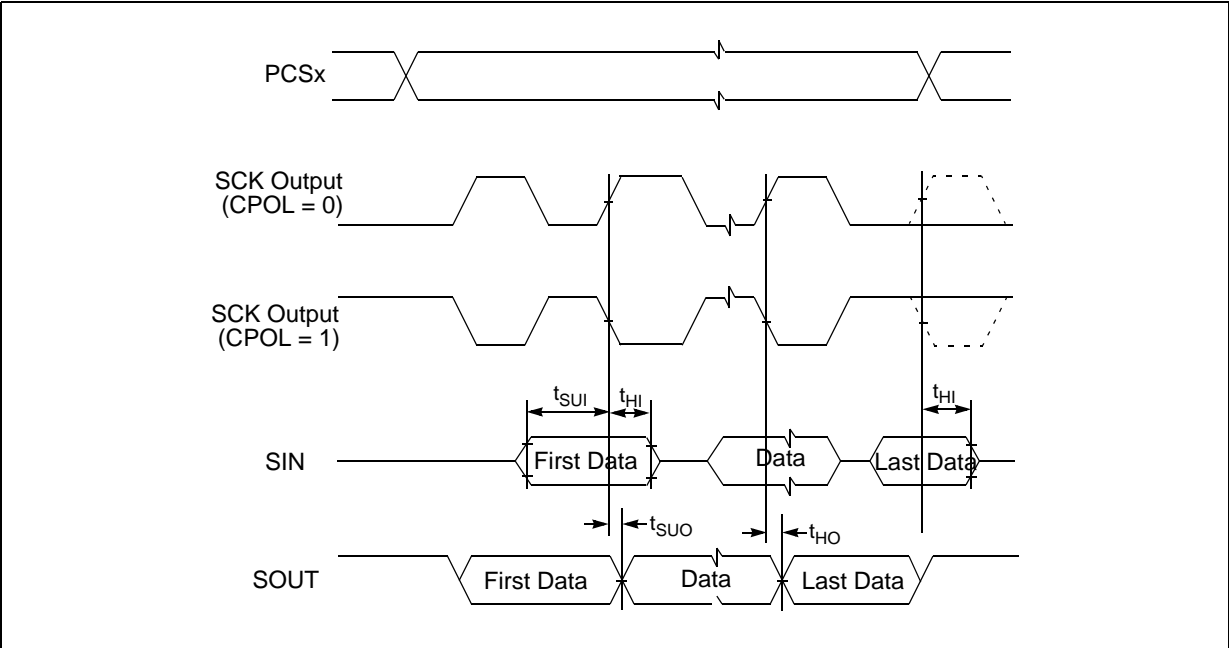 PCSx
SCK Output
(CPOL = 0)
SCK Output
(CPOL = 1)
tSUI
tHI
tHI
SIN
First Data
Data
Last Data
tSUO
tHO
SOUT
First Data
Data
Last Data